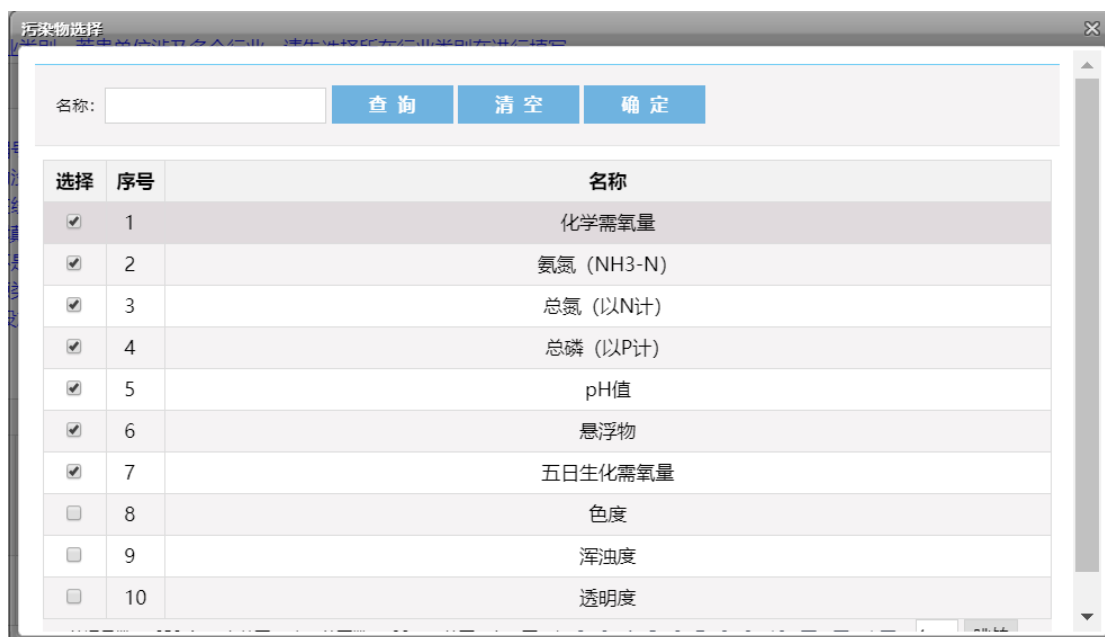 污染物选择
名称： 查 询 清 空 确 定
选择 序号 名称
1 化学需氧量
2 氨氮（NH3-N）
3 总氮（以N计）
4 总磷（以P计）
5 pH值
6 悬浮物
7 五日生化需氧量
8 色度
9 浑浊度
10 透明度